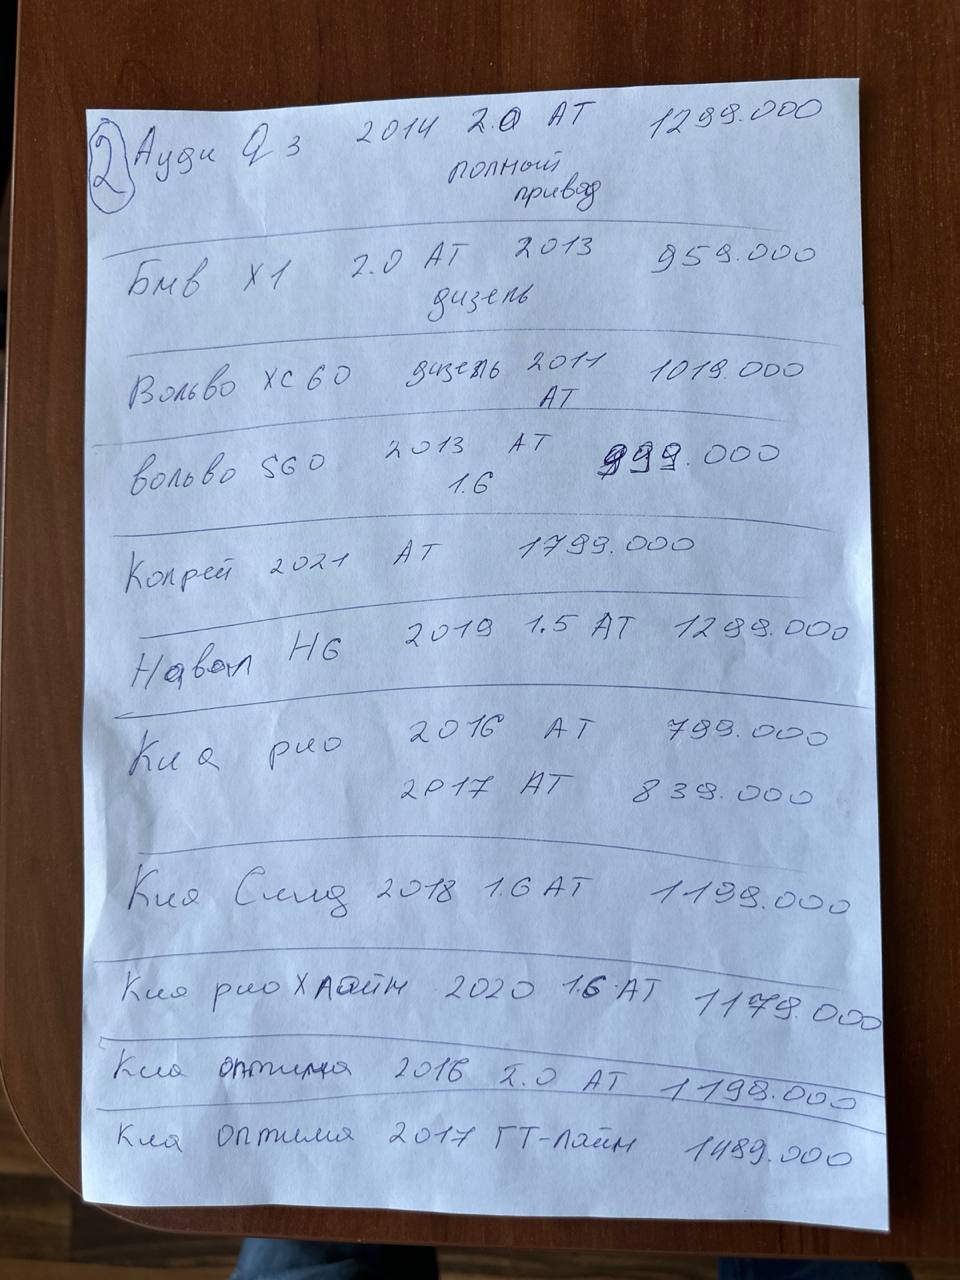 2 Ауди Q3 2014 2.0 АТ 1299.000
полный
привод
Бмв X1 2.0 АТ 2013 959.000
дизель
Вольво XC60 дизель 2011 1019.000
АТ
вольво S60 2013 АТ 999.000
1.6
Копрей 2021 АТ 1799.000
Навал H6 2019 1.5 АТ 1299.000
Киа рио 2016 АТ 799.000
2017 АТ 839.000
Киа Сиид 2018 1.6 АТ 1199.000
Киа рио Xлайн 2020 1.6 АТ 1179.000
Киа оптима 2016 2.0 АТ 1199.000
Киа оптима 2017 ГТ-лайн 1489.000